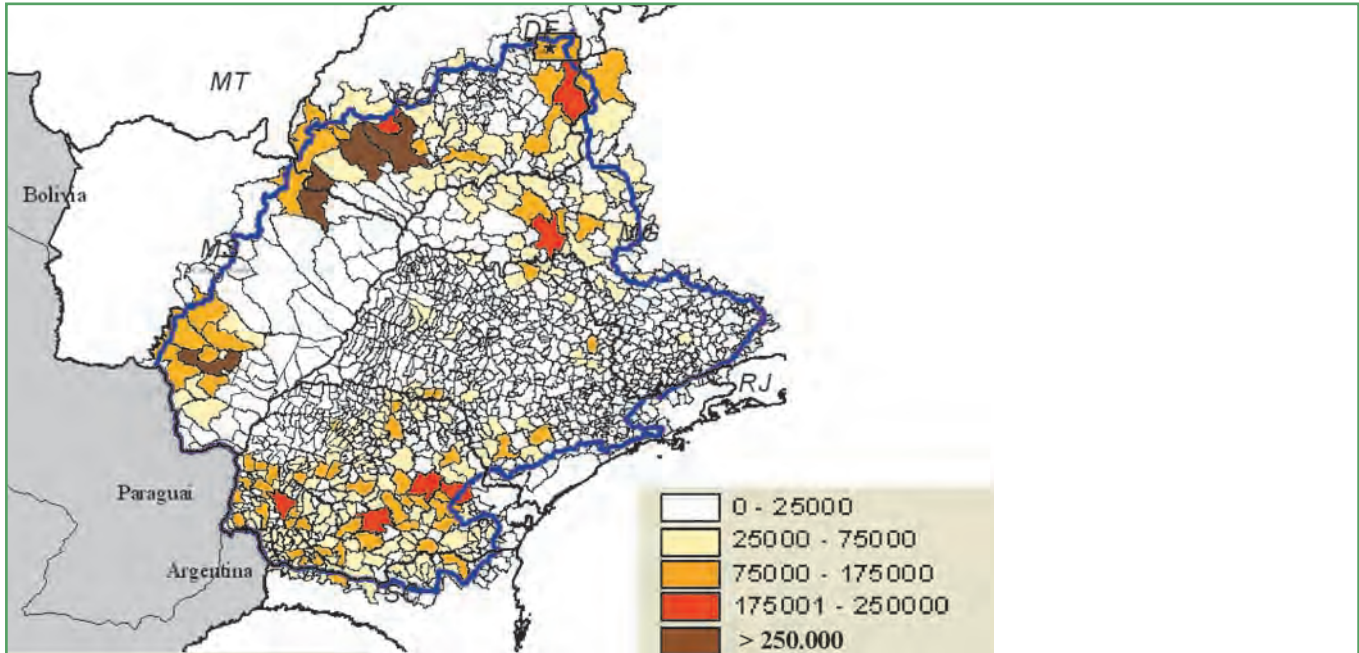 DF
MT
Bolivia
MS
MG
RJ
Paraguai
Argentina
0 - 25000
25000 - 75000
75000 - 175000
175001 - 250000
> 250.000